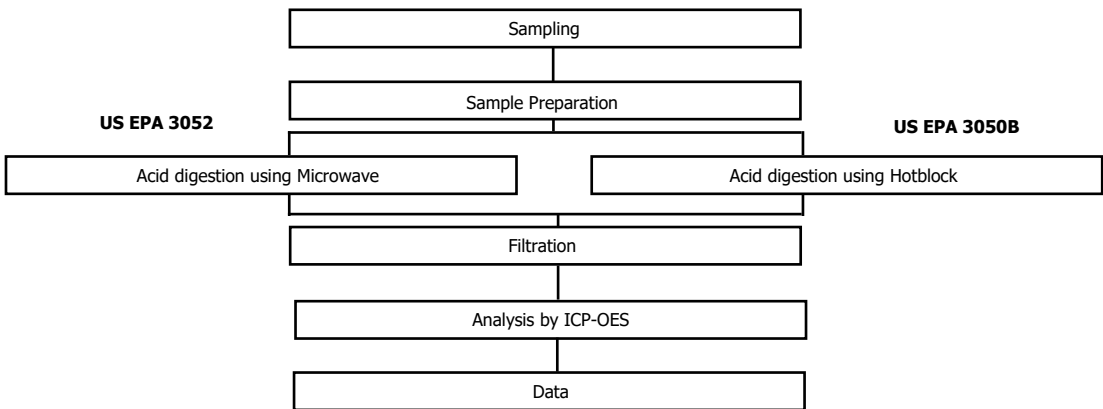 Sampling
Sample Preparation
US EPA 3052
US EPA 3050B
Acid digestion using Microwave
Acid digestion using Hotblock
Filtration
Analysis by ICP-OES
Data